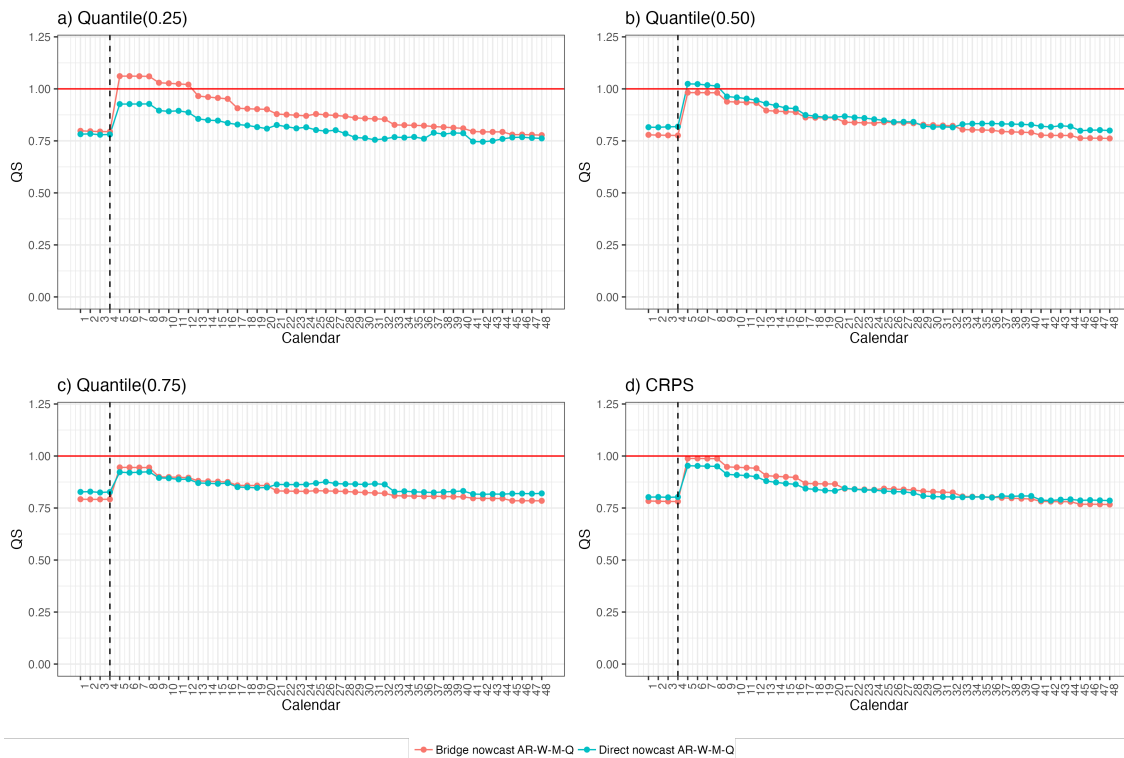 a) Quantile(0.25)
1.25
1.00
0.75
0.50
0.25
0.00
QS
1 2 3 4 5 6 7 8 9 10 11 12 13 14 15 16 17 18 19 20 21 22 23 24 25 26 27 28 29 30 31 32 33 34 35 36 37 38 39 40 41 42 43 44 45 46 47 48
Calendar
b) Quantile(0.50)
1.25
1.00
0.75
0.50
0.25
0.00
QS
1 2 3 4 5 6 7 8 9 10 11 12 13 14 15 16 17 18 19 20 21 22 23 24 25 26 27 28 29 30 31 32 33 34 35 36 37 38 39 40 41 42 43 44 45 46 47 48
Calendar
c) Quantile(0.75)
1.25
1.00
0.75
0.50
0.25
0.00
QS
1 2 3 4 5 6 7 8 9 10 11 12 13 14 15 16 17 18 19 20 21 22 23 24 25 26 27 28 29 30 31 32 33 34 35 36 37 38 39 40 41 42 43 44 45 46 47 48
Calendar
d) CRPS
1.25
1.00
0.75
0.50
0.25
0.00
QS
1 2 3 4 5 6 7 8 9 10 11 12 13 14 15 16 17 18 19 20 21 22 23 24 25 26 27 28 29 30 31 32 33 34 35 36 37 38 39 40 41 42 43 44 45 46 47 48
Calendar
Bridge nowcast AR-W-M-Q Direct nowcast AR-W-M-Q